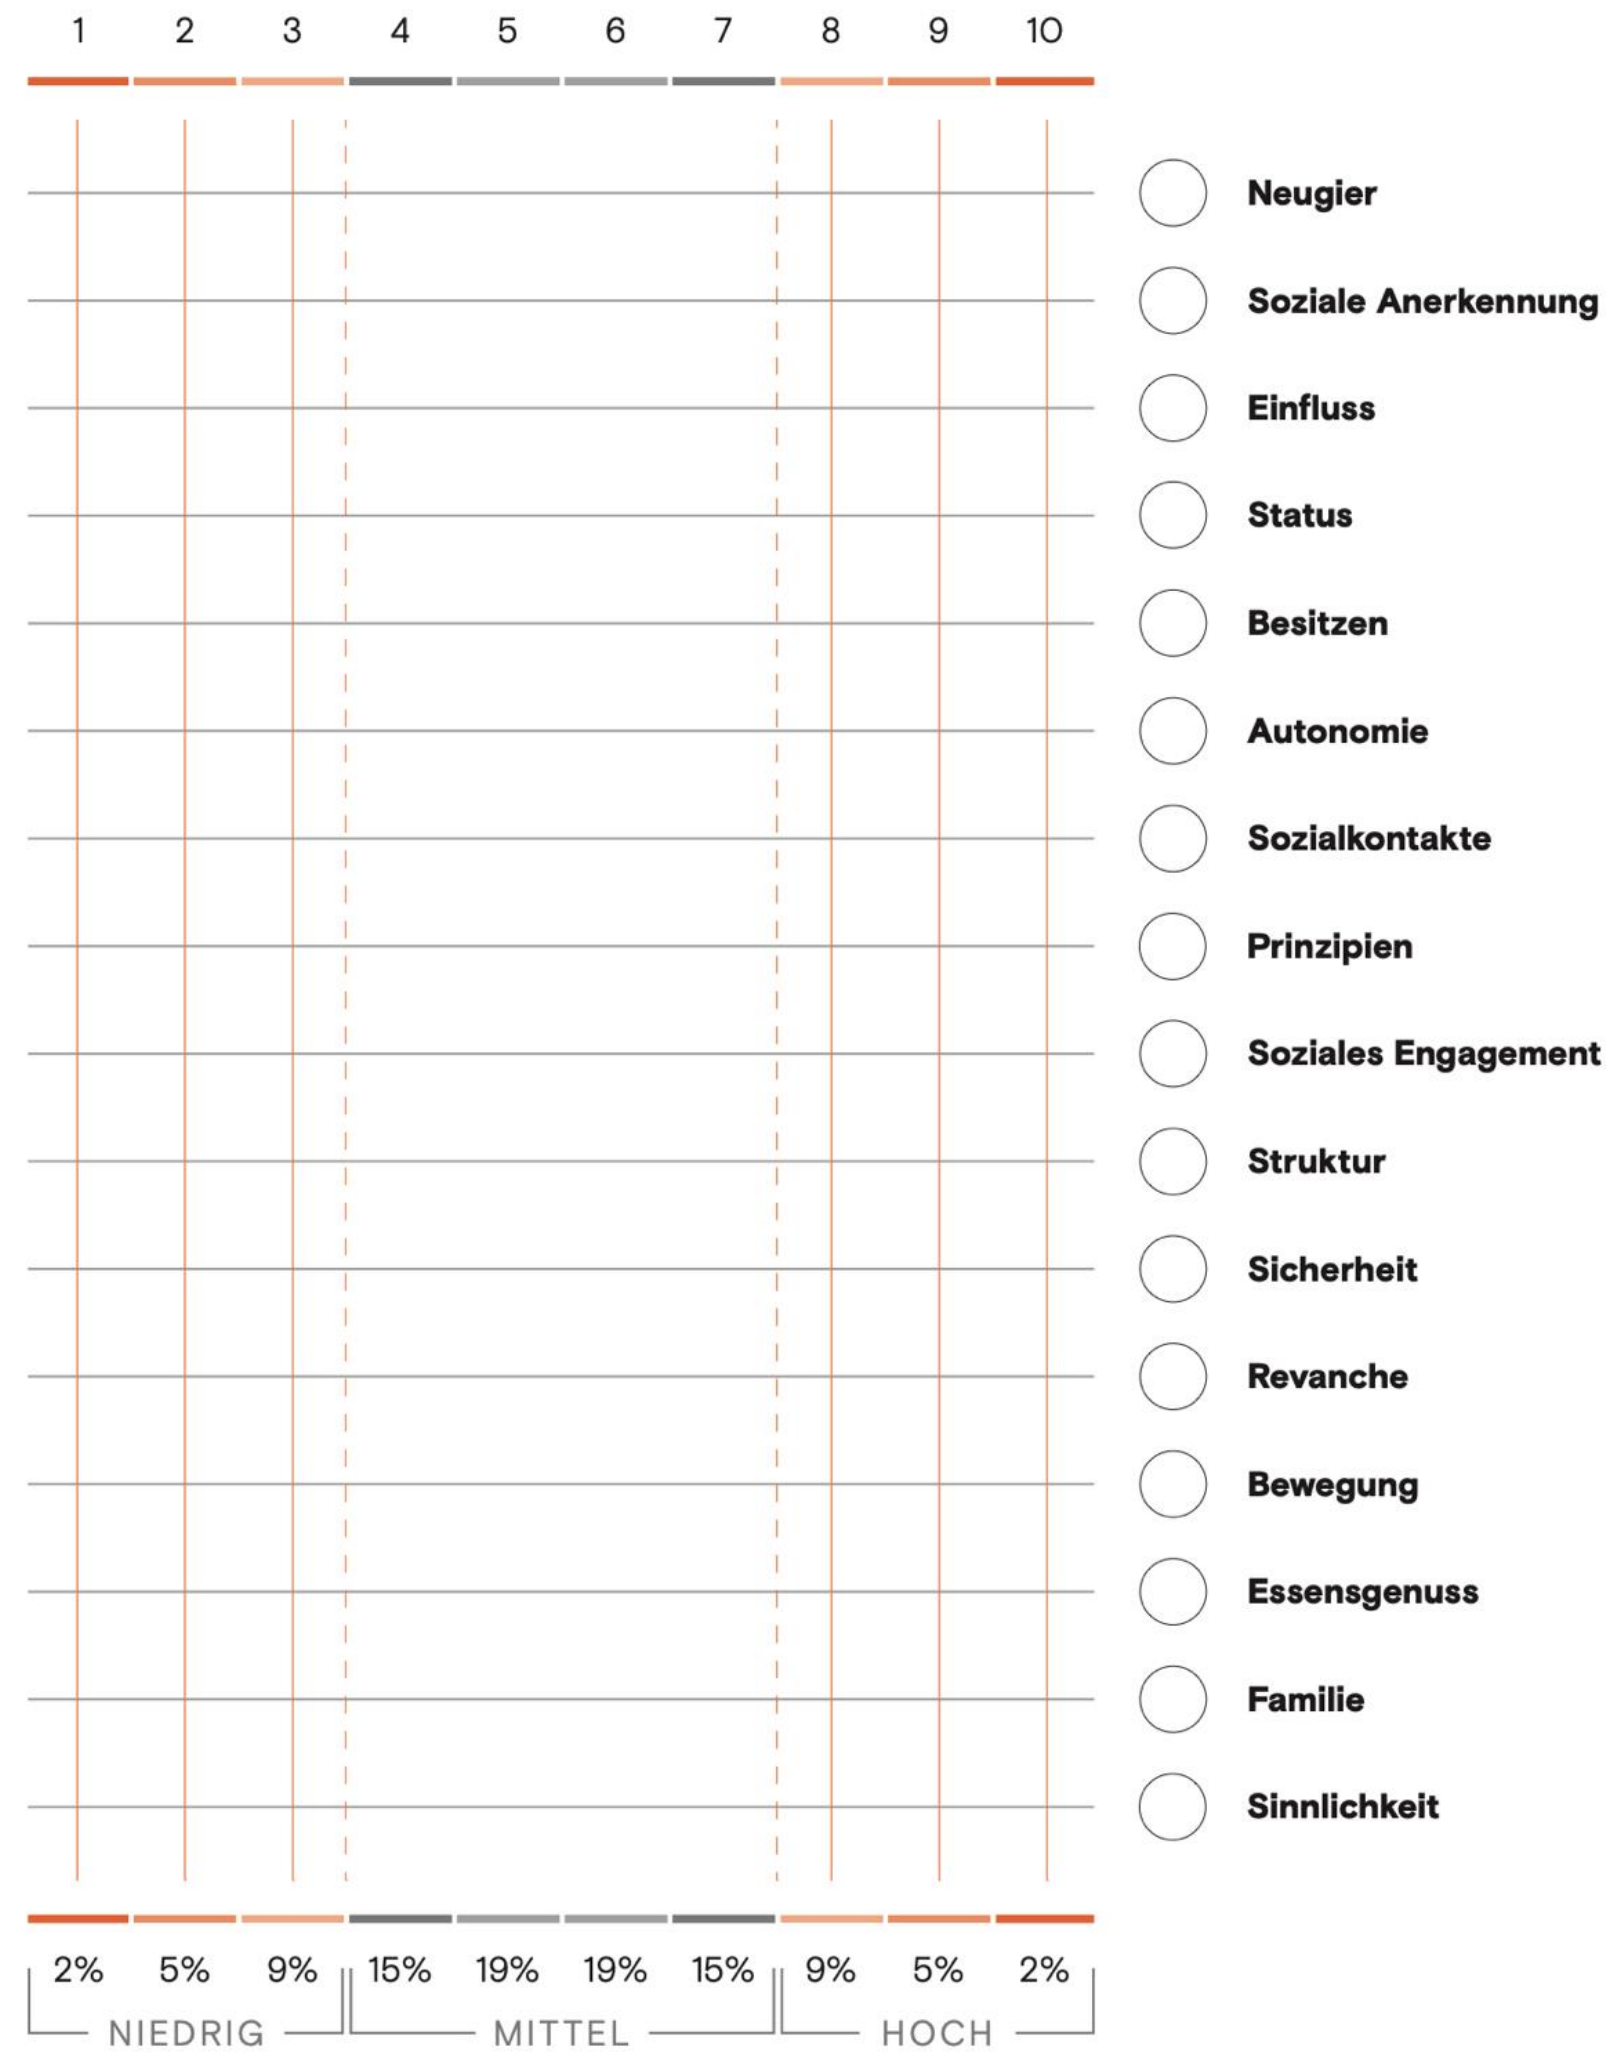 1 2 3 4 5 6 7 8 9 10
Neugier
Soziale Anerkennung
Einfluss
Status
Besitzen
Autonomie
Sozialkontakte
Prinzipien
Soziales Engagement
Struktur
Sicherheit
Revanche
Bewegung
Essensgenuss
Familie
Sinnlichkeit
2% 5% 9% 15% 19% 19% 15% 9% 5% 2%
NIEDRIG MITTEL HOCH